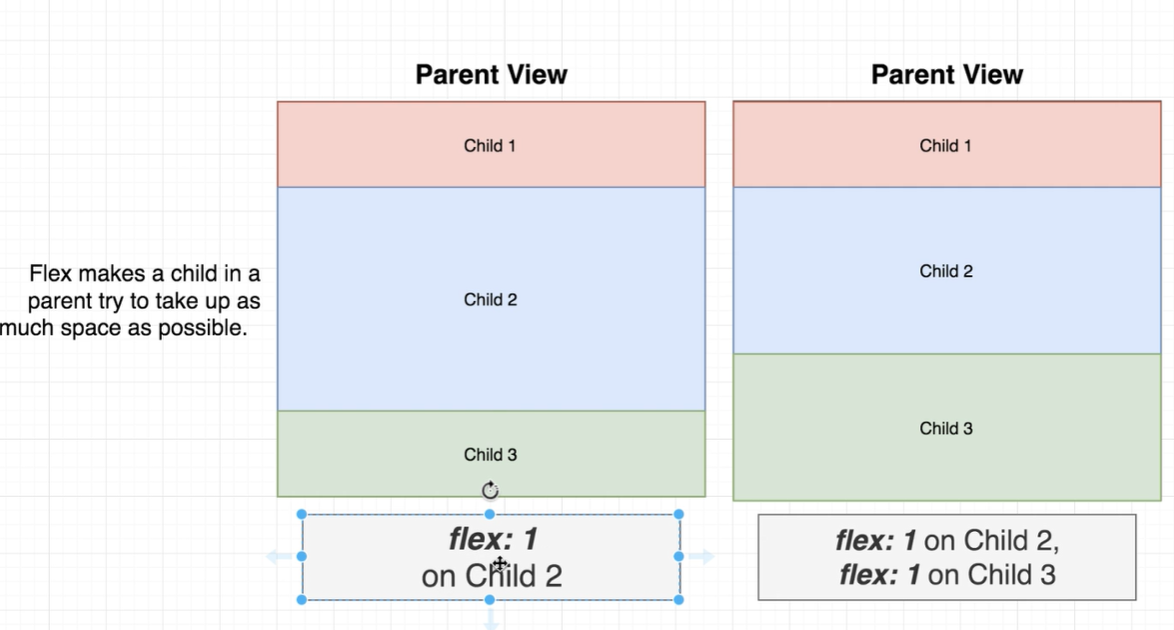 Parent View
Child 1
Child 2
Child 3
flex: 1
on Child 2
Parent View
Child 1
Child 2
Child 3
flex: 1 on Child 2,
flex: 1 on Child 3
Flex makes a child in a
parent try to take up as
much space as possible.